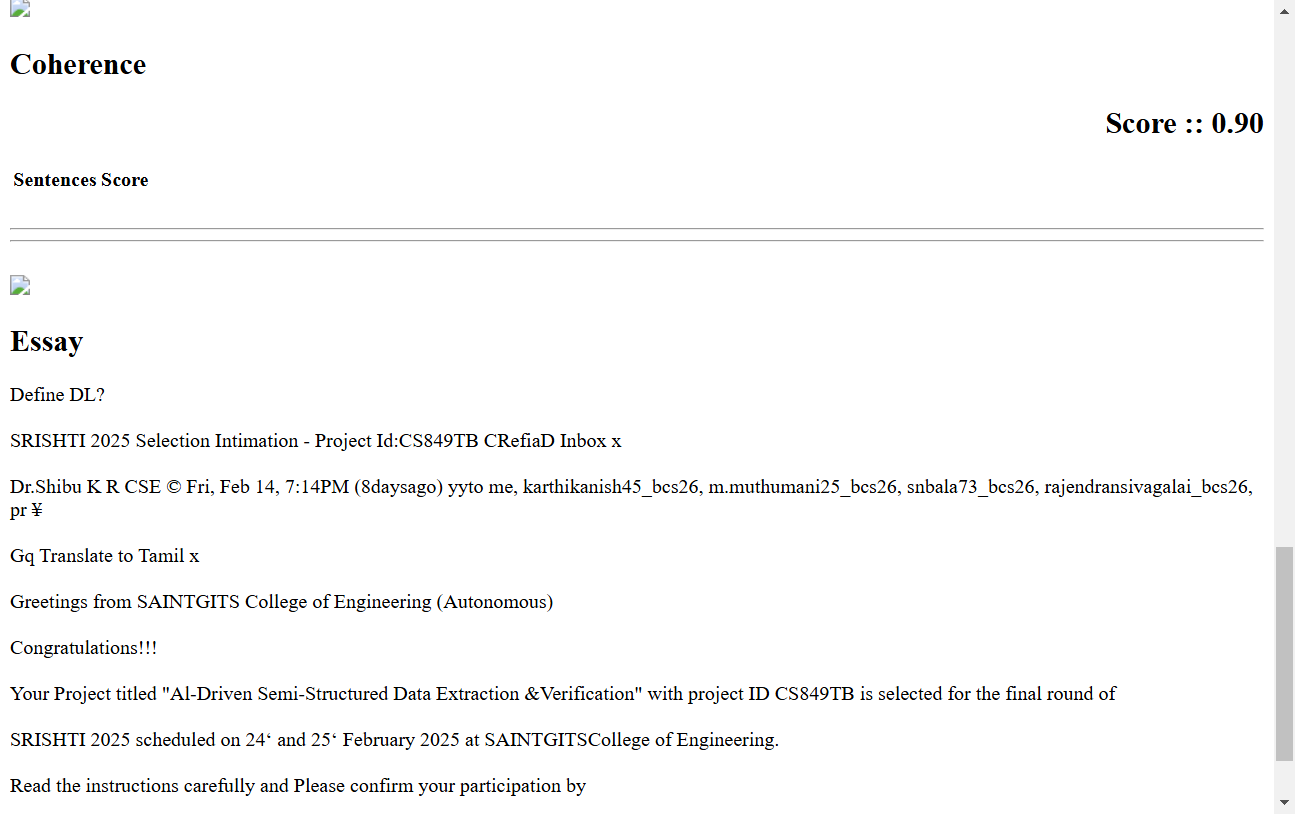 Coherence
Score :: 0.90
Sentences Score
Essay
Define DL?
SRISHTI 2025 Selection Intimation - Project Id:CS849TB CRefiaD Inbox x
Dr.Shibu K R CSE © Fri, Feb 14, 7:14PM (8daysago) yyto me, karthikanish45_bcs26, m.muthumani25_bcs26, snbala73_bcs26, rajendransivagalai_bcs26,
pr ¥
Gq Translate to Tamil x
Greetings from SAINTGITS College of Engineering (Autonomous)
Congratulations!!!
Your Project titled "Al-Driven Semi-Structured Data Extraction &Verification" with project ID CS849TB is selected for the final round of
SRISHTI 2025 scheduled on 24‘ and 25‘ February 2025 at SAINTGITSCollege of Engineering.
Read the instructions carefully and Please confirm your participation by